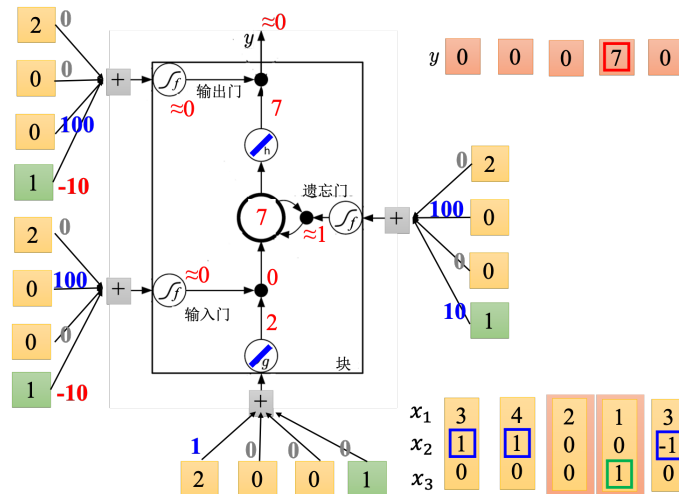 2 0
0 0
0 100
1 -10
+
f
≈0
输出门
y ≈0
7
h
7
遗忘门
≈1
f
+
0 2
100 0
0 0
10 1
2 0
0 100
0 0
1 -10
+
f
≈0
输入门
0
2
g
块
+
1 0 0 0
2 0 0 1
y 0 0 0 7 0
x₁ 3 4 2 1 3
x₂ 1 1 0 0 -1
x₃ 0 0 0 1 0